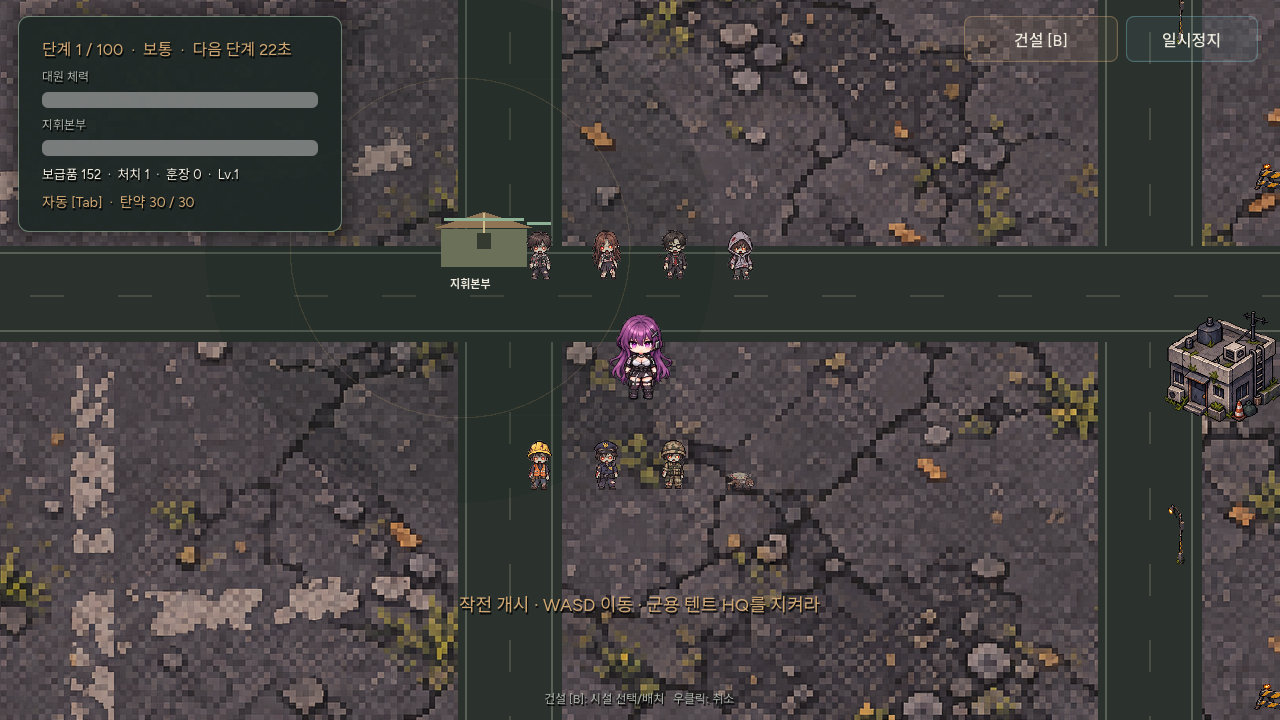 단계 1 / 100 · 보통 · 다음 단계 22초
대원 체력
지휘본부
보급품 152 · 처치 1 · 훈장 0 · Lv.1
자동 [Tab] · 탄약 30 / 30
건설 [B]
일시정지
지휘본부
작전 개시 · WASD 이동 · 군용 텐트 HQ를 지켜라
건설 [B]: 시설 선택/배치 우클릭: 취소